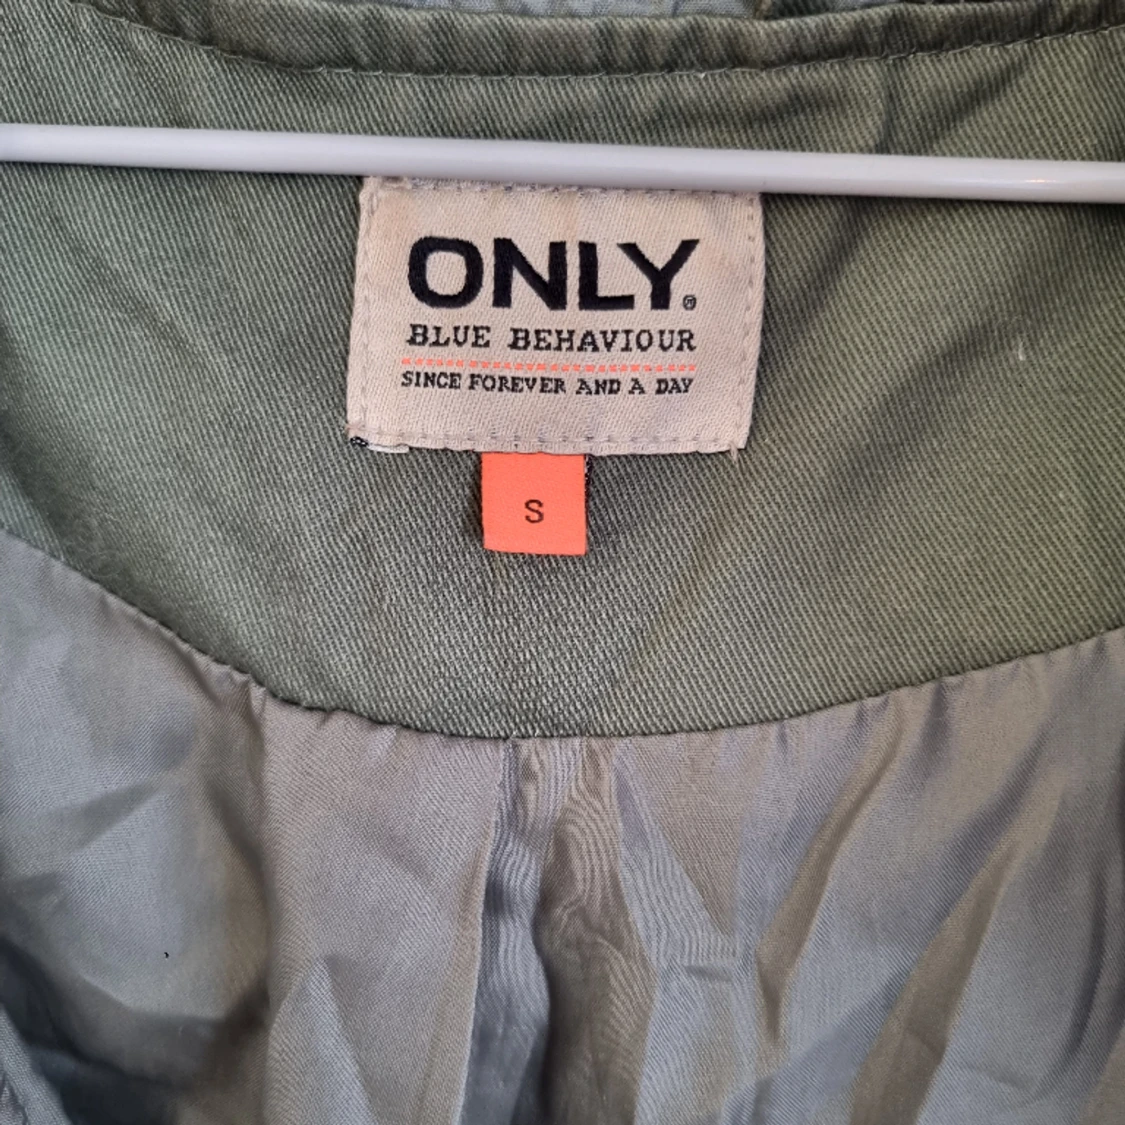 ONLY®
BLUE BEHAVIOUR
SINCE FOREVER AND A DAY
S